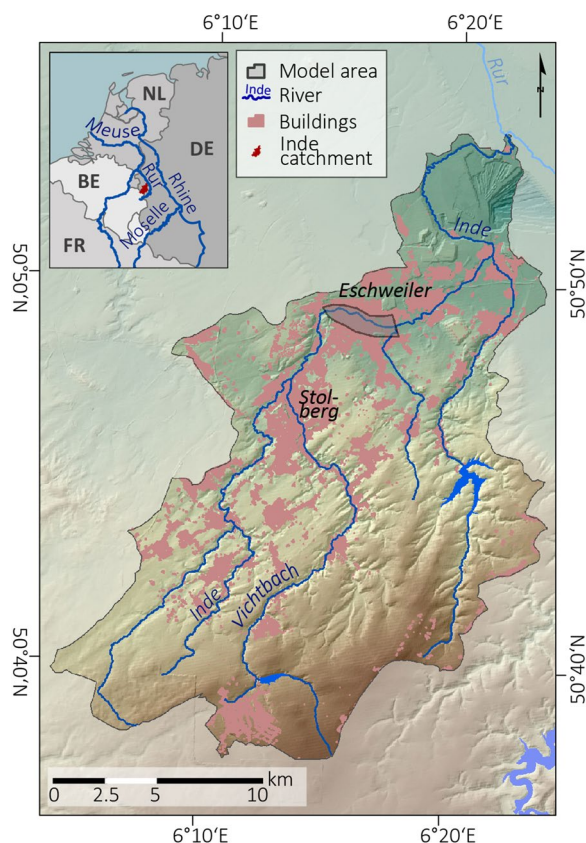 6°10'E
6°20'E
NL
Meuse
DE
Rur
Rhine
BE
Moselle
FR
Model area
Inde
River
Buildings
Inde
catchment
Rur
Inde
50°50'N
50°50'N
Eschweiler
Stol-
berg
Inde
Vichtbach
50°40'N
50°40'N
km
0
2.5
5
10
6°10'E
6°20'E